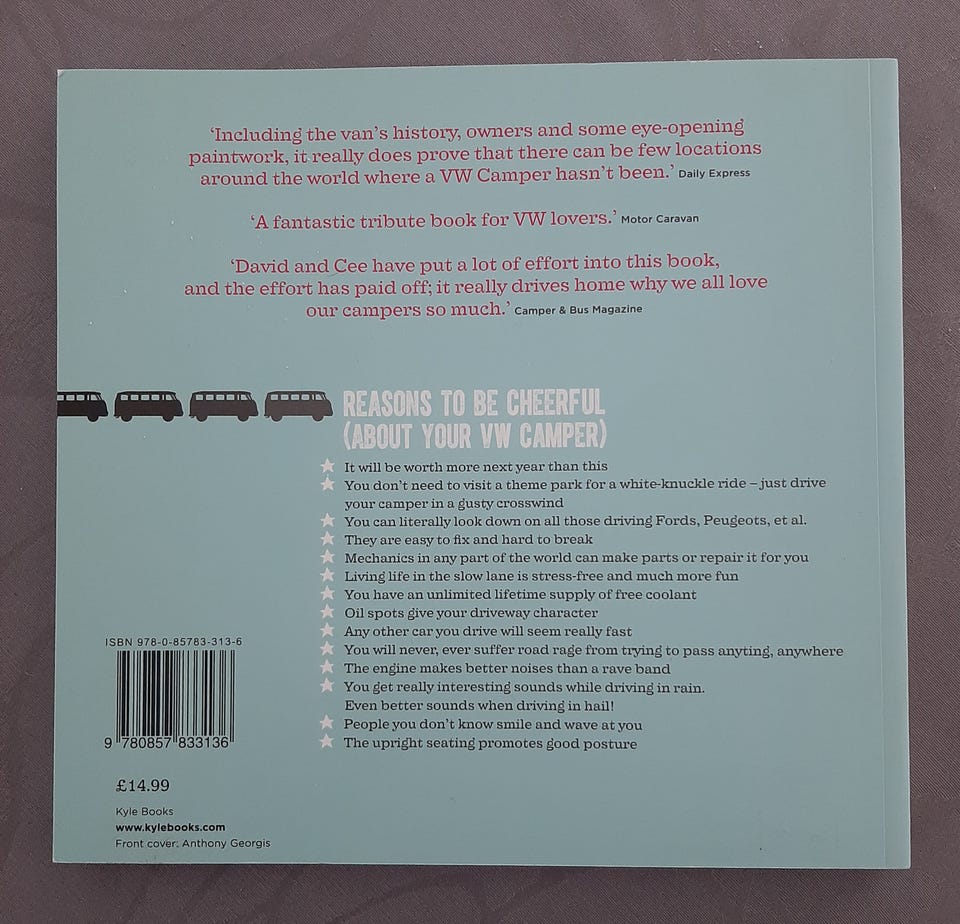 ‘Including the van’s history, owners and some eye-opening
paintwork, it really does prove that there can be few locations
around the world where a VW Camper hasn’t been.’ Daily Express
‘A fantastic tribute book for VW lovers.’ Motor Caravan
‘David and Cee have put a lot of effort into this book,
and the effort has paid off; it really drives home why we all love
our campers so much.’ Camper & Bus Magazine
REASONS TO BE CHEERFUL
(ABOUT YOUR VW CAMPER)
It will be worth more next year than this
You don’t need to visit a theme park for a white-knuckle ride – just drive
your camper in a gusty crosswind
You can literally look down on all those driving Fords, Peugeots, et al.
They are easy to fix and hard to break
Mechanics in any part of the world can make parts or repair it for you
Living life in the slow lane is stress-free and much more fun
You have an unlimited lifetime supply of free coolant
Oil spots give your driveway character
Any other car you drive will seem really fast
You will never, ever suffer road rage from trying to pass anyting, anywhere
The engine makes better noises than a rave band
You get really interesting sounds while driving in rain.
Even better sounds when driving in hail!
People you don’t know smile and wave at you
The upright seating promotes good posture
ISBN 978-0-85783-313-6
9 780857 833136
£14.99
Kyle Books
www.kylebooks.com
Front cover: Anthony Georgis